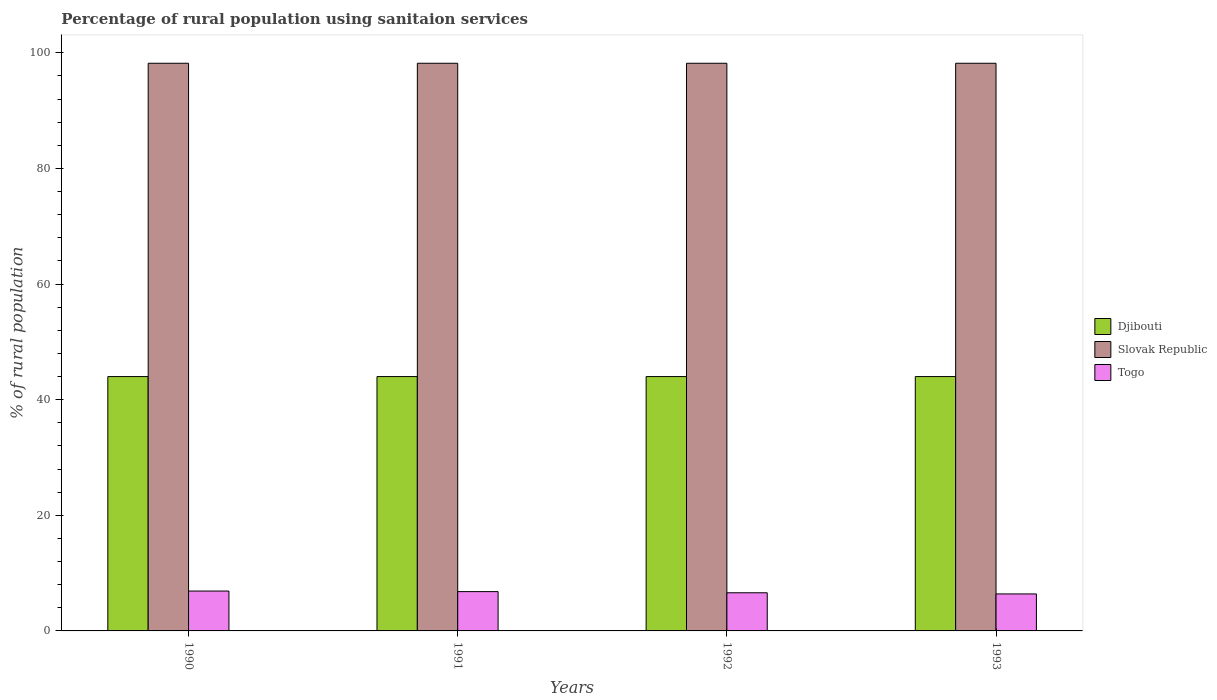 Percentage of rural population using sanitaion services
% of rural population
100
80
60
40
20
0
1990
1991
1992
1993
Years
Djibouti
Slovak Republic
Togo